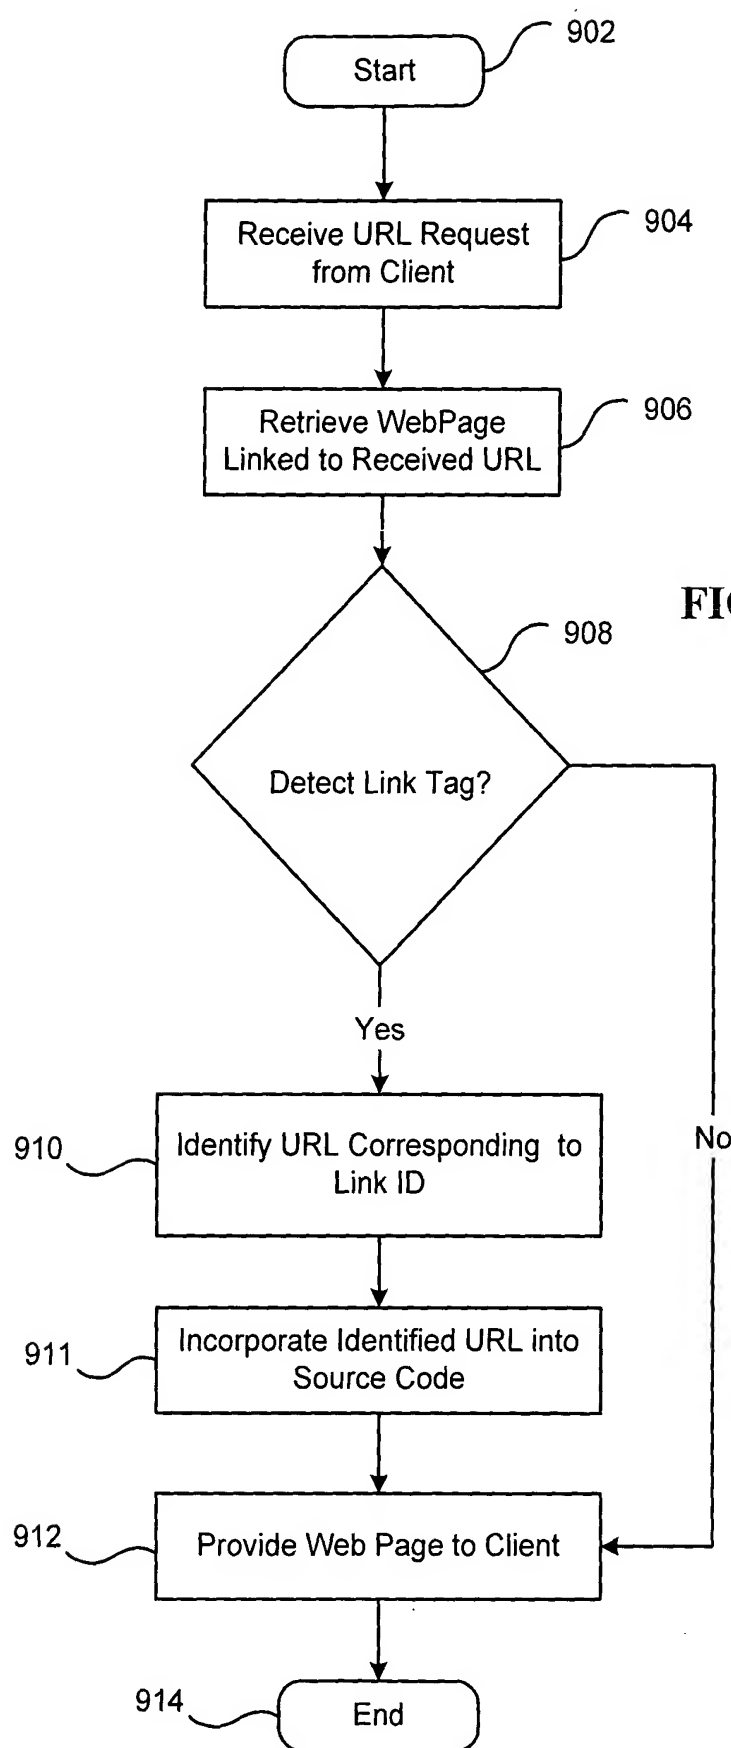 902
Start
904
Receive URL Request
from Client
906
Retrieve WebPage
Linked to Received URL
908
Detect Link Tag?
Yes
No
910
Identify URL Corresponding to
Link ID
911
Incorporate Identified URL into
Source Code
912
Provide Web Page to Client
914
End